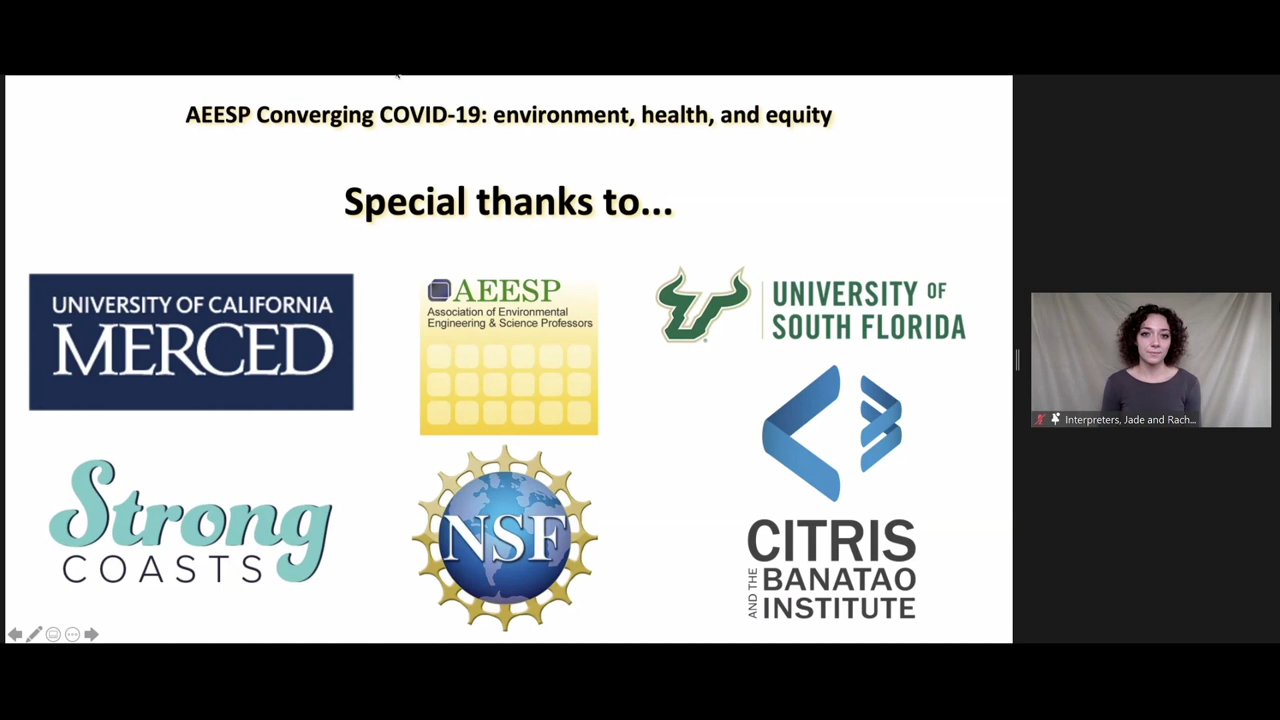 AEESP Converging COVID-19: environment, health, and equity
Special thanks to...
UNIVERSITY OF CALIFORNIA
MERCED
AEESP
Association of Environmental
Engineering & Science Professors
UNIVERSITY OF
SOUTH FLORIDA
Strong
COASTS
NSF
CITRIS
AND THE
BANATAO
INSTITUTE
Interpreters, Jade and Rach...